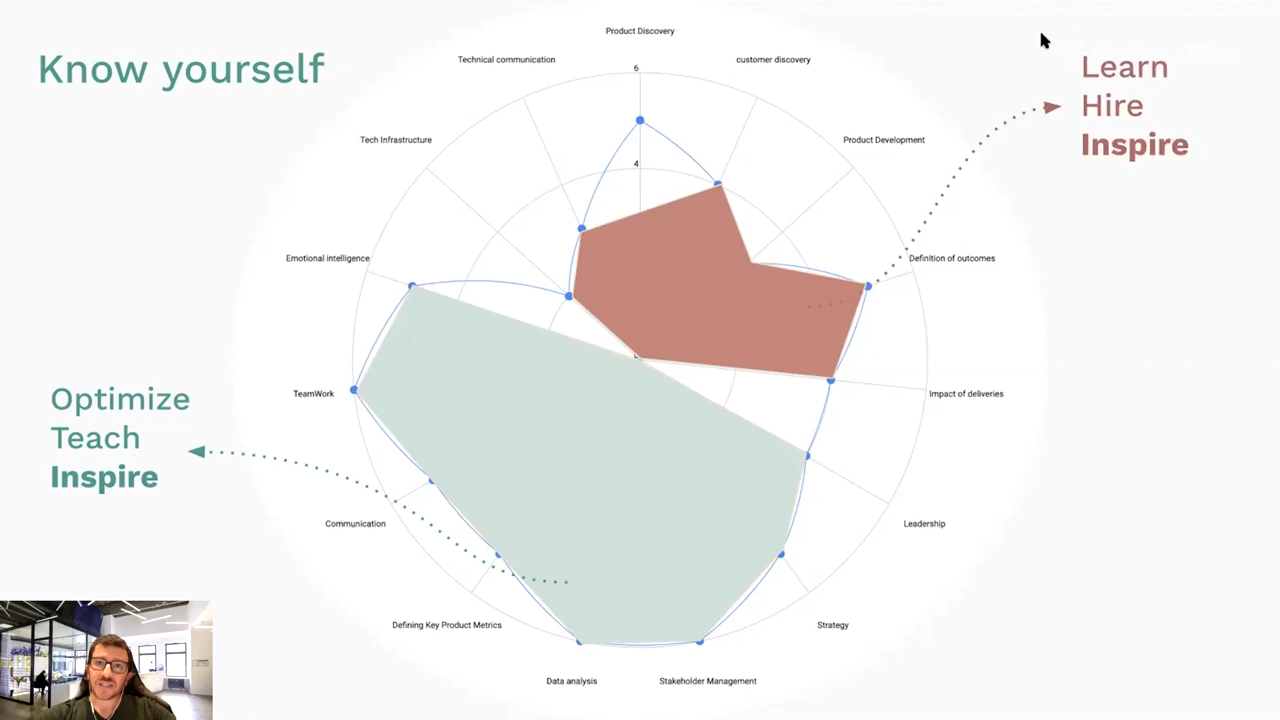 Know yourself
Product Discovery
Technical communication
customer discovery
6
Learn
Hire
Inspire
Tech Infrastructure
Product Development
4
Emotional intelligence
Definition of outcomes
TeamWork
Impact of deliveries
Optimize
Teach
Inspire
Communication
Leadership
Defining Key Product Metrics
Strategy
Data analysis
Stakeholder Management